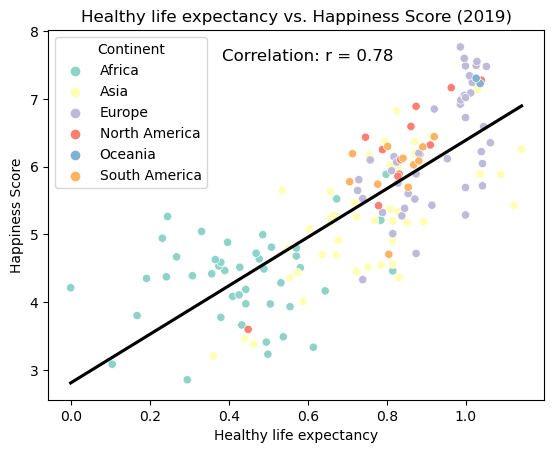 Healthy life expectancy vs. Happiness Score (2019)
Continent
Africa
Asia
Europe
North America
Oceania
South America
Correlation: r = 0.78
Happiness Score
8
7
6
5
4
3
0.0 0.2 0.4 0.6 0.8 1.0
Healthy life expectancy